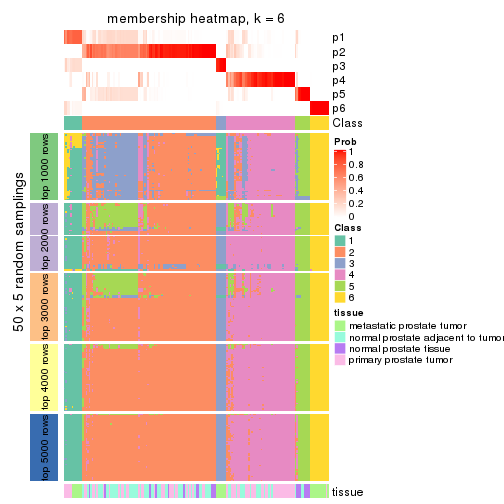 membership heatmap, k = 6
p1
p2
p3
p4
p5
p6
Class
50 x 5 random samplings
top 1000 rows
top 2000 rows
top 3000 rows
top 4000 rows
top 5000 rows
Prob
1
0.8
0.6
0.4
0.2
0
Class
1
2
3
4
5
6
tissue
metastatic prostate tumor
normal prostate adjacent to tumor
normal prostate tissue
primary prostate tumor
tissue